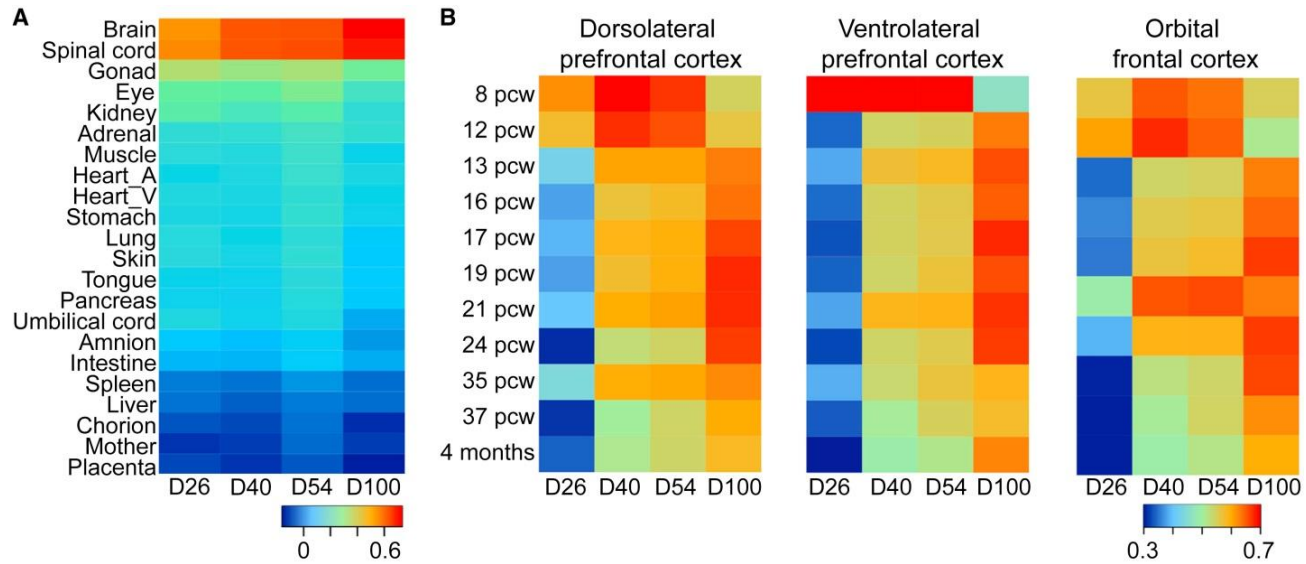 A
Brain
Spinal cord
Gonad
Eye
Kidney
Adrenal
Muscle
Heart_A
Heart_V
Stomach
Lung
Skin
Tongue
Pancreas
Umbilical cord
Amnion
Intestine
Spleen
Liver
Chorion
Mother
Placenta
D26 D40 D54 D100
0 0.6
B
Dorsolateral
prefrontal cortex
Ventrolateral
prefrontal cortex
Orbital
frontal cortex
8 pcw
12 pcw
13 pcw
16 pcw
17 pcw
19 pcw
21 pcw
24 pcw
35 pcw
37 pcw
4 months
D26 D40 D54 D100
D26 D40 D54 D100
D26 D40 D54 D100
0.3 0.7